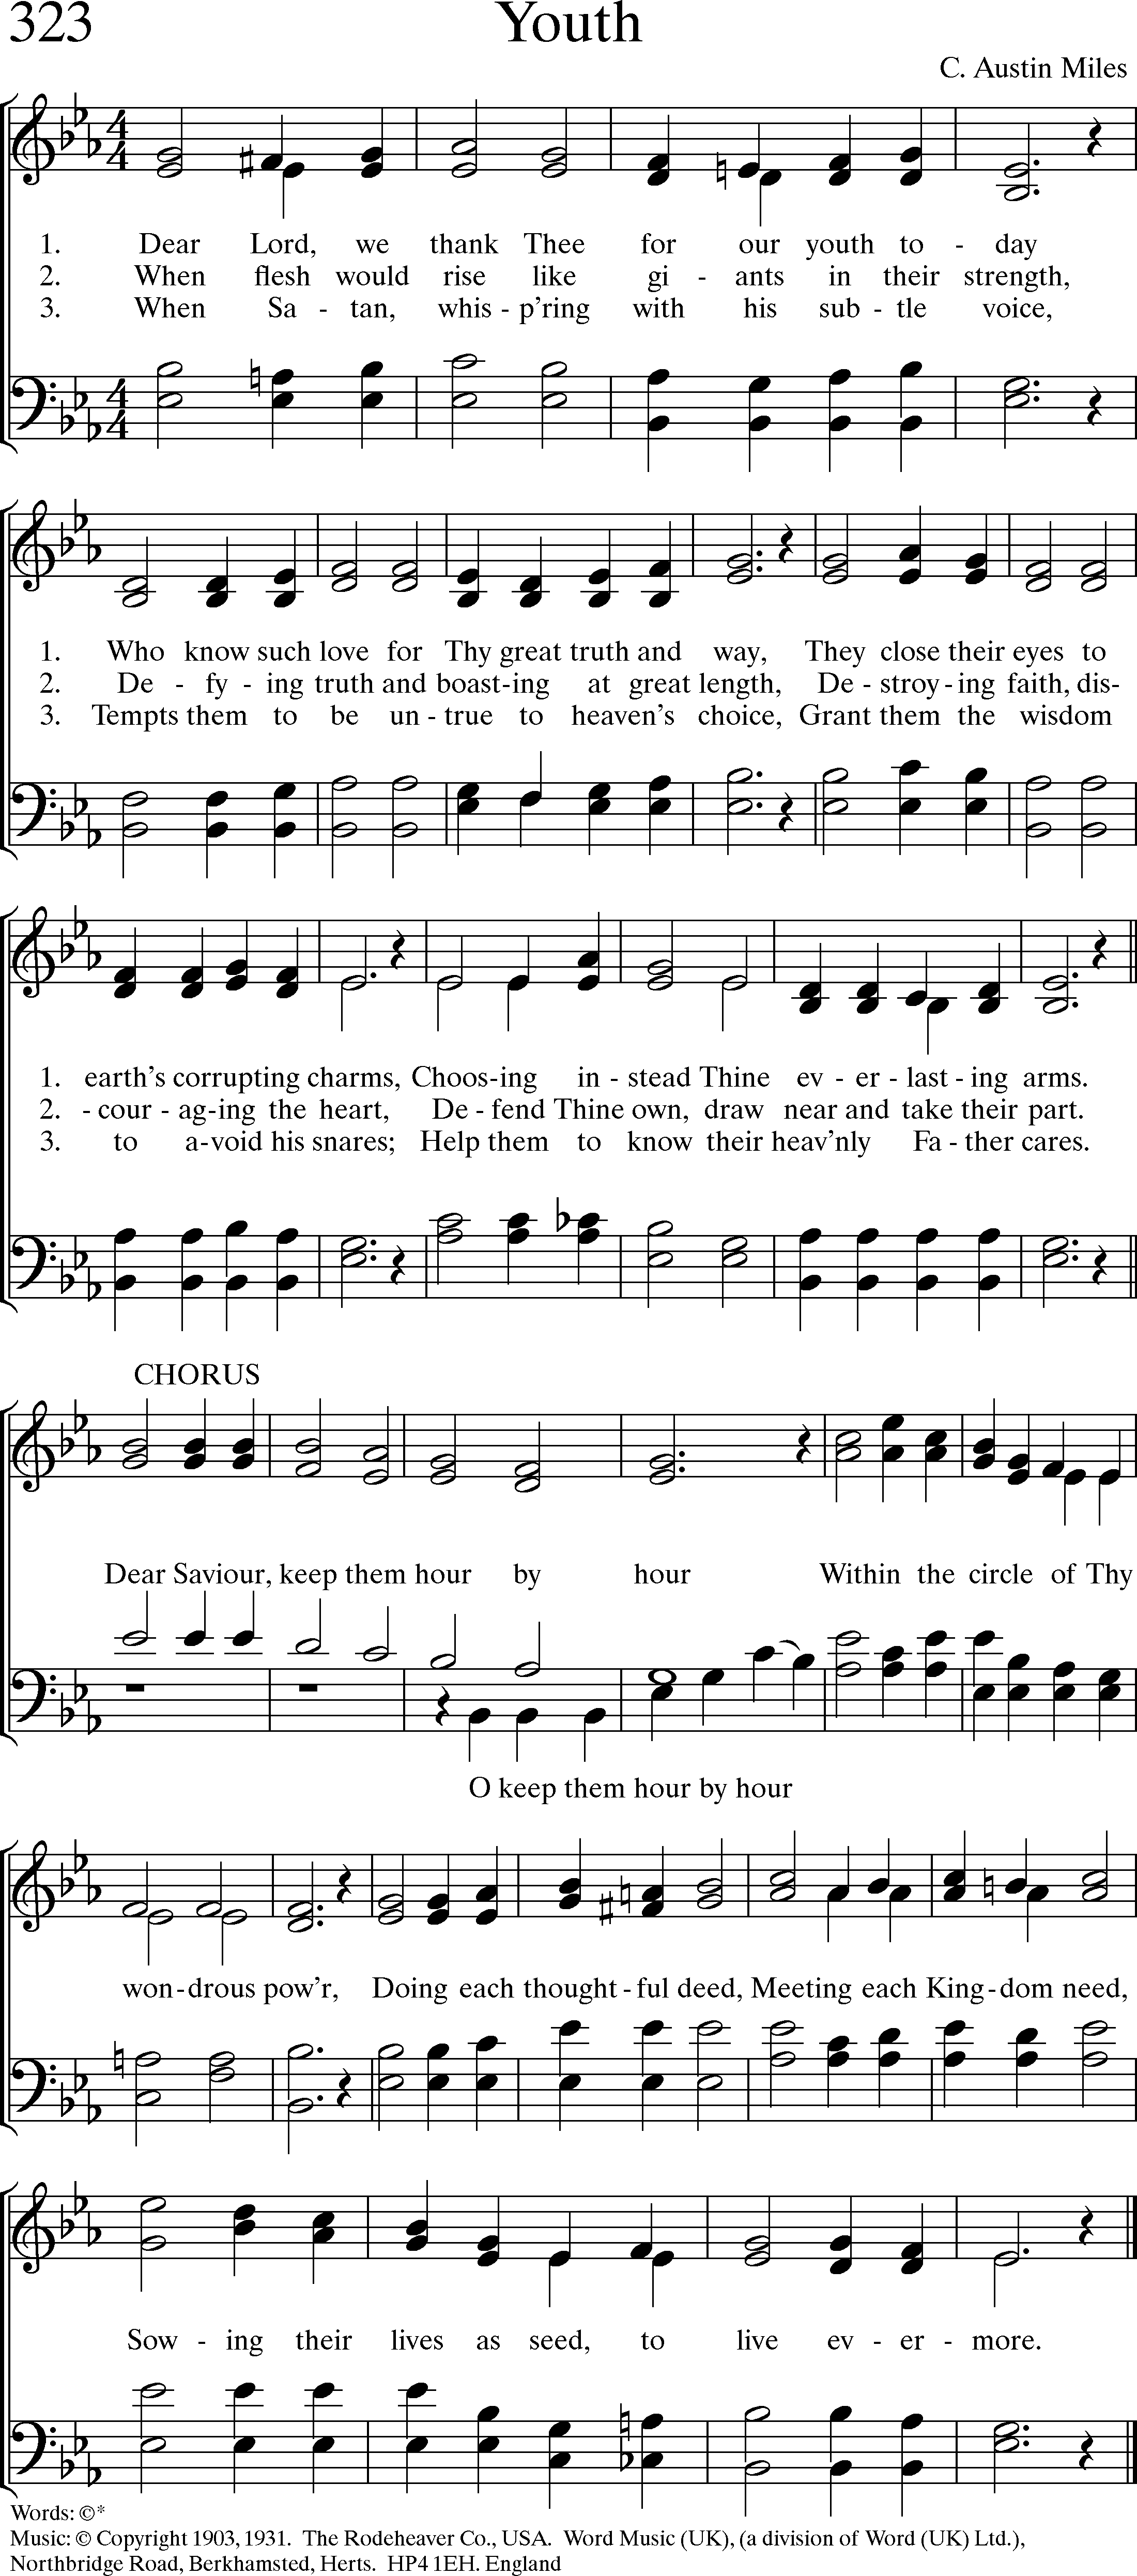 323
Youth
C. Austin Miles
1. Dear Lord, we thank Thee for our youth to - day
2. When flesh would rise like gi - ants in their strength,
3. When Sa - tan, whis - p'ring with his sub - tle voice,
1. Who know such love for Thy great truth and way, They close their eyes to
2. De - fy - ing truth and boast-ing at great length, De - stroy - ing faith, dis-
3. Tempts them to be un - true to heaven's choice, Grant them the wisdom
1. earth's corrupting charms, Choos-ing in - stead Thine ev - er - last - ing arms.
2. - cour - ag-ing the heart, De - fend Thine own, draw near and take their part.
3. to a-void his snares; Help them to know their heav'nly Fa - ther cares.
CHORUS
Dear Saviour, keep them hour by hour Within the circle of Thy
O keep them hour by hour
won-drous pow'r, Doing each thought-ful deed, Meeting each King-dom need,
Sow - ing their lives as seed, to live ev - er - more.
Words: ©*
Music: © Copyright 1903, 1931. The Rodeheaver Co., USA. Word Music (UK), (a division of Word (UK) Ltd.),
Northbridge Road, Berkhamsted, Herts. HP4 1EH. England